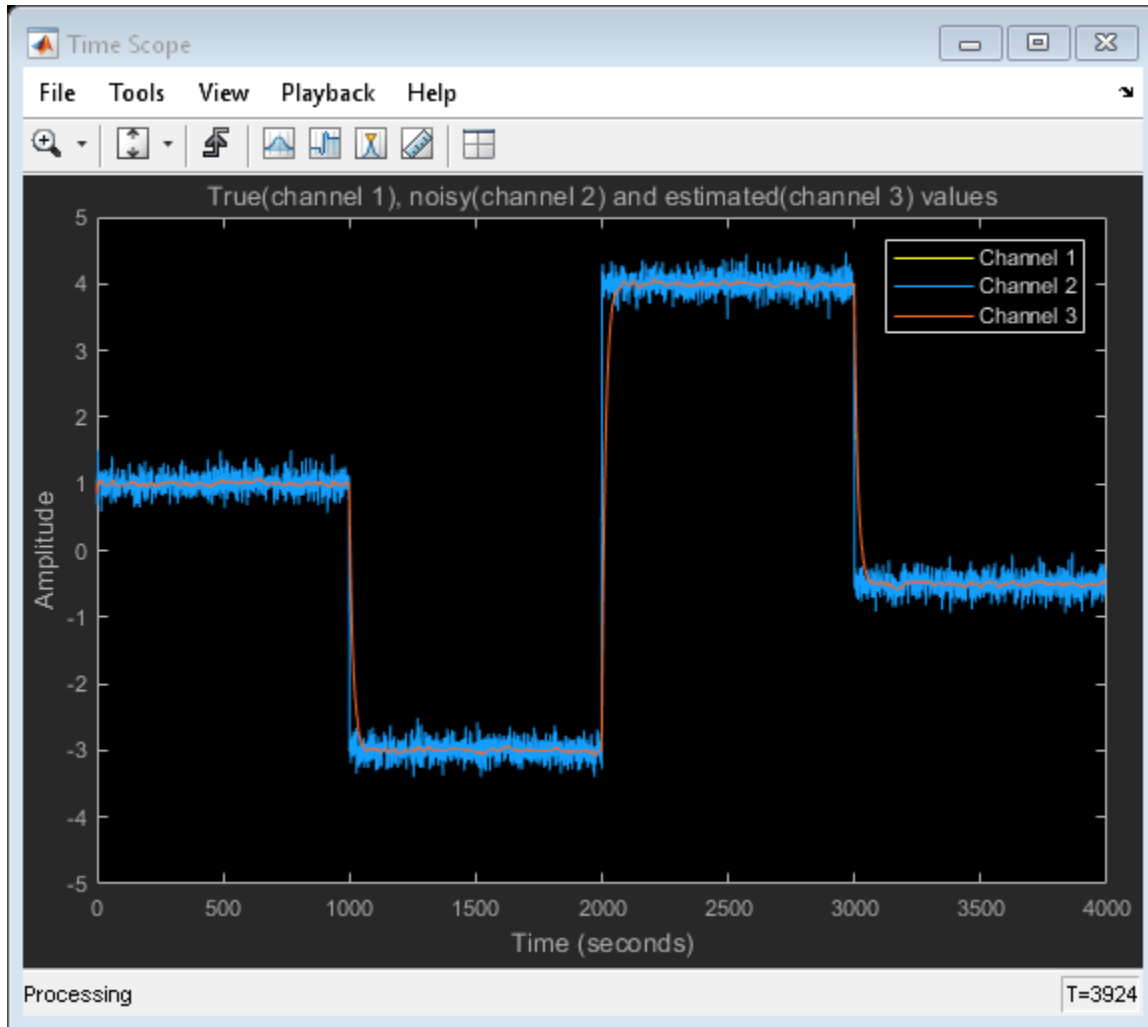 Time Scope
File Tools View Playback Help
True(channel 1), noisy(channel 2) and estimated(channel 3) values
5
4
3
2
1
0
-1
-2
-3
-4
-5
Amplitude
Channel 1
Channel 2
Channel 3
0 500 1000 1500 2000 2500 3000 3500 4000
Time (seconds)
Processing T=3924